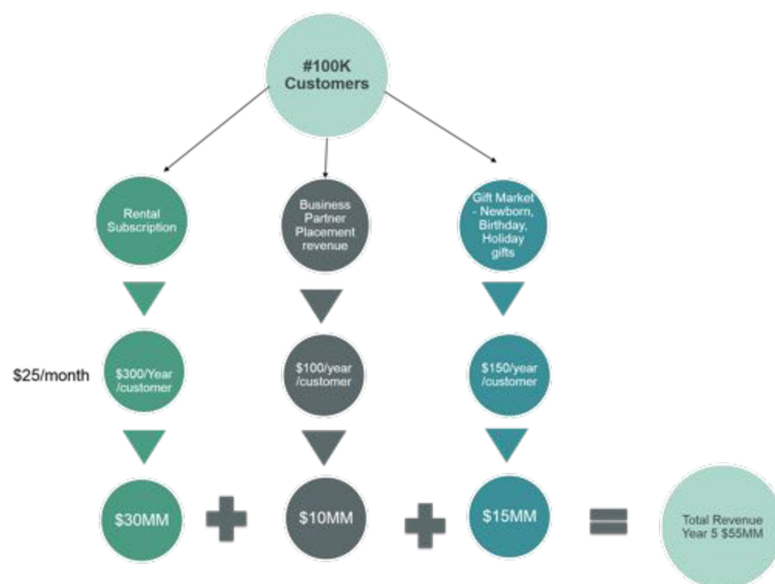 #100K
Customers
Rental
Subscription
Business
Partner
Placement
revenue
Gift Market
- Newborn,
Birthday,
Holiday
gifts
$25/month
$300/Year
/customer
$100/year
/customer
$150/year
/customer
$30MM
$10MM
$15MM
Total Revenue
Year 5 $55MM